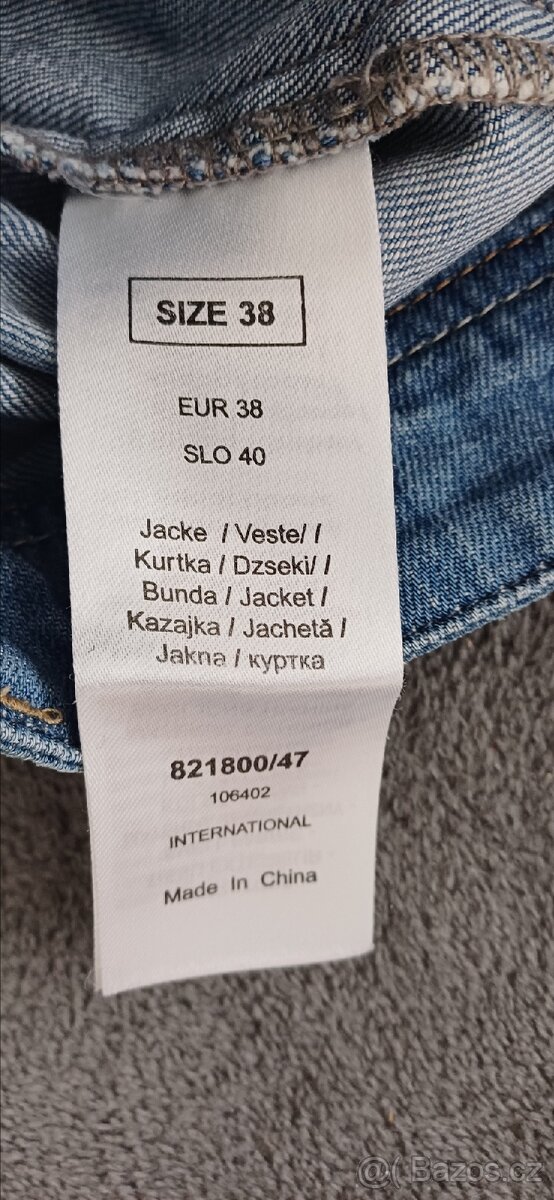 SIZE 38
EUR 38
SLO 40
Jacke / Veste/ /
Kurtka / Dzseki/ /
Bunda / Jacket /
Kazajka / Jachetă /
Jakna / куртка
821800/47
106402
INTERNATIONAL
Made In China
@( Bazos.cz